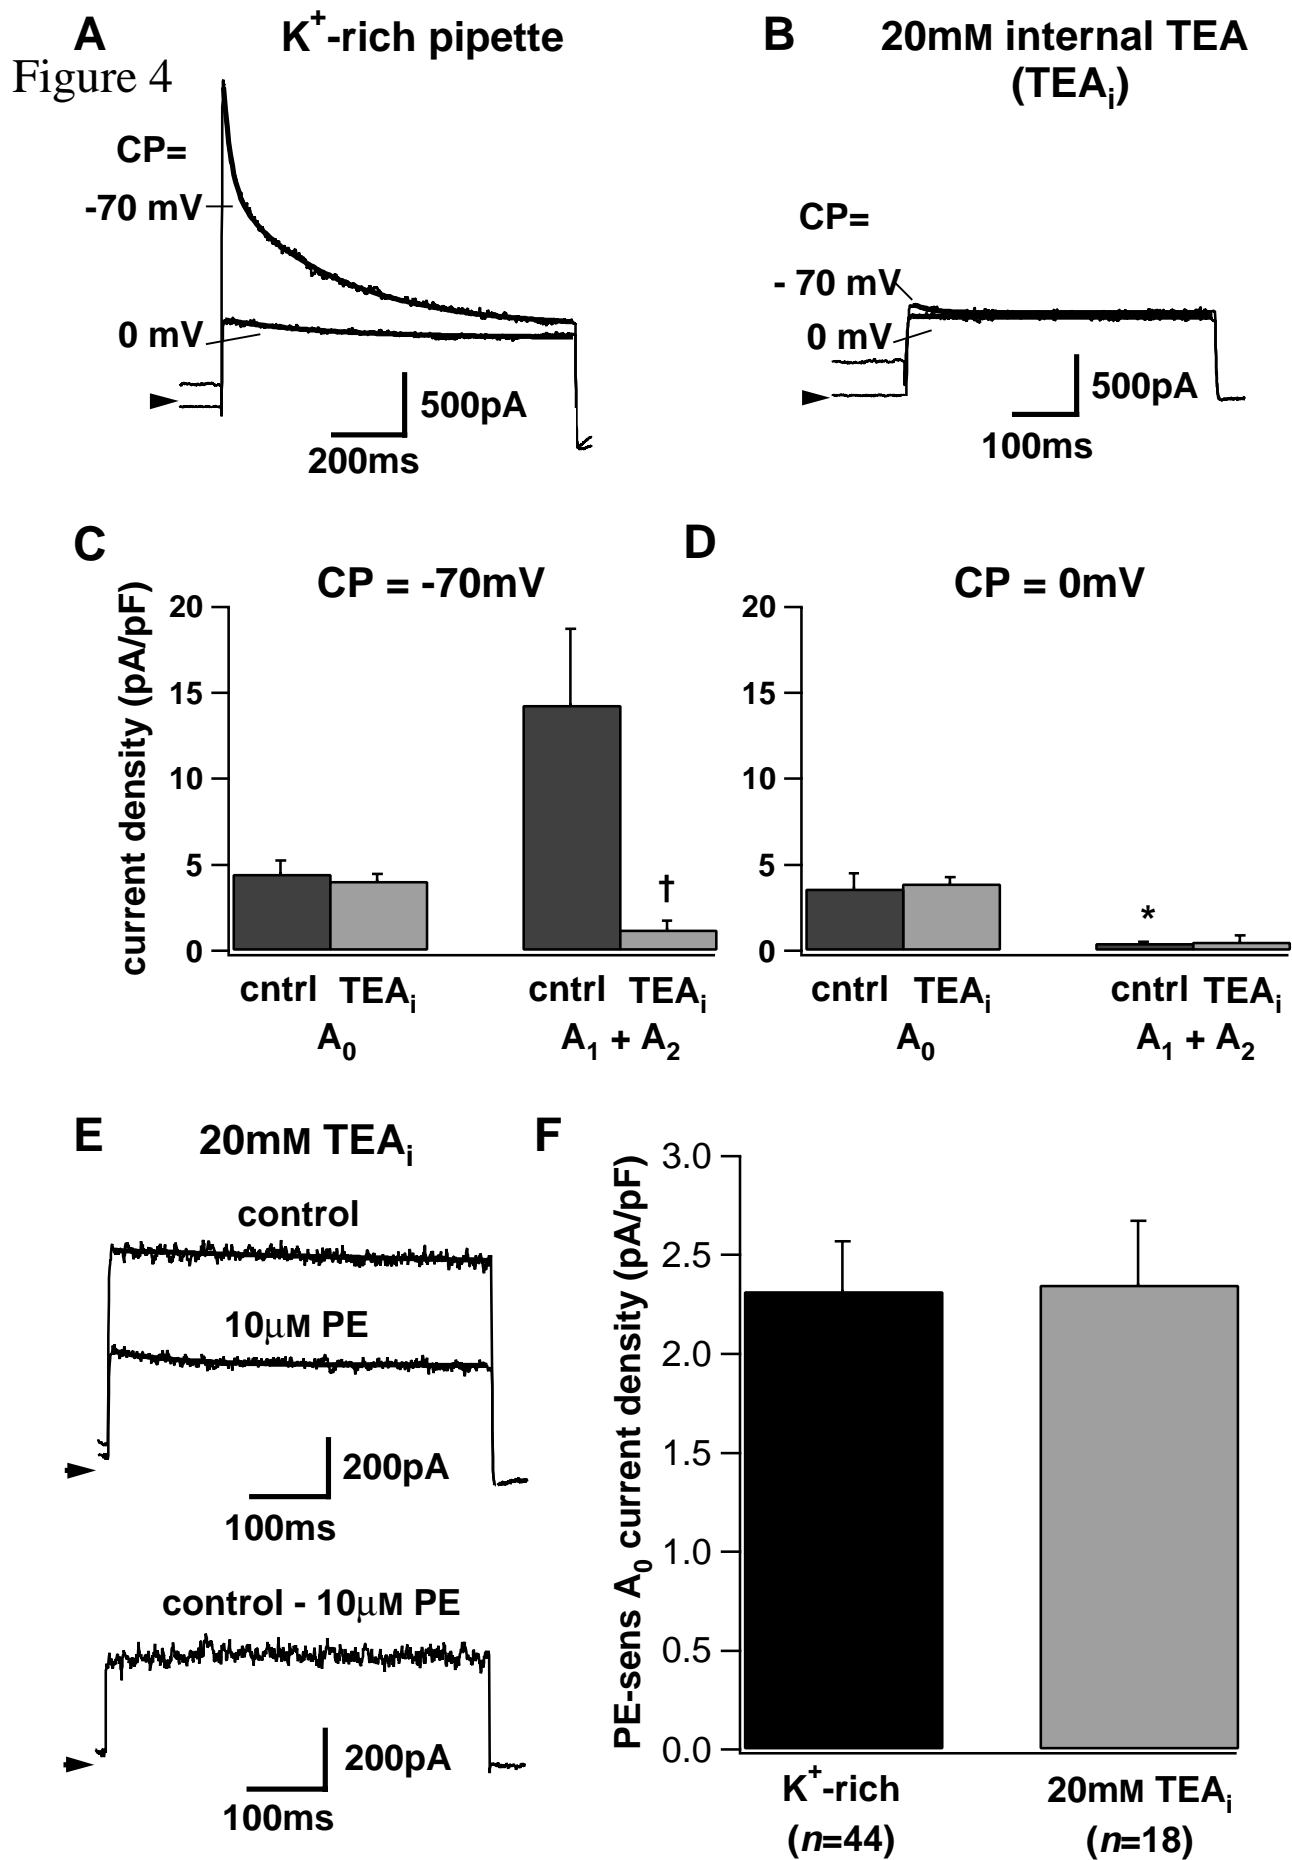 A
K+-rich pipette
B
20mM internal TEA
(TEAi)
Figure 4
CP=
-70 mV
0 mV
500pA
200ms
CP=
- 70 mV
0 mV
500pA
100ms
C
CP = -70mV
current density (pA/pF)
20
15
10
5
0
†
cntrl TEAi cntrl TEAi
A0 A1 + A2
D
CP = 0mV
20
15
10
5
0
*
cntrl TEAi cntrl TEAi
A0 A1 + A2
E
20mM TEAi
control
10μM PE
200pA
100ms
control - 10μM PE
200pA
100ms
F
PE-sens A0 current density (pA/pF)
3.0
2.5
2.0
1.5
1.0
0.5
0.0
K+-rich
(n=44)
20mM TEAi
(n=18)